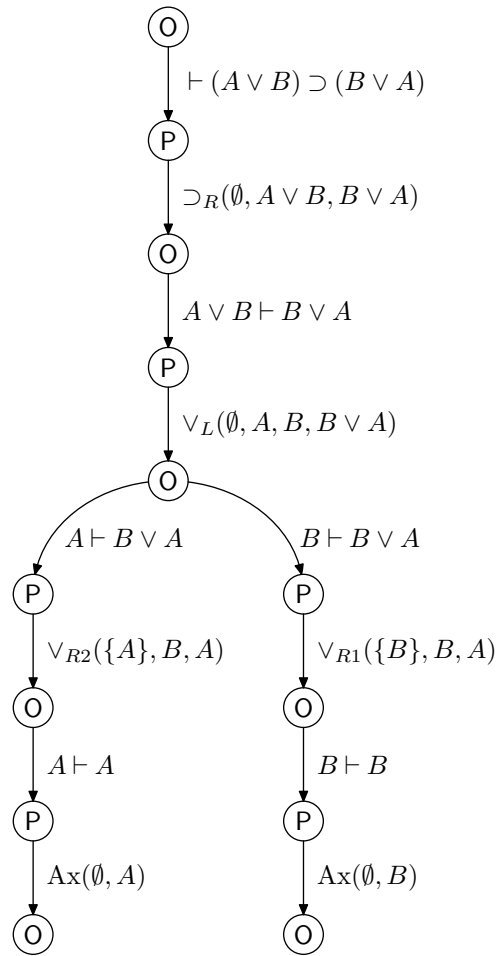 O
⊢ (A ∨ B) ⊃ (B ∨ A)
P
⊃_R(∅, A ∨ B, B ∨ A)
O
A ∨ B ⊢ B ∨ A
P
∨_L(∅, A, B, B ∨ A)
O
A ⊢ B ∨ A
B ⊢ B ∨ A
P
P
∨_{R2}({A}, B, A)
∨_{R1}({B}, B, A)
O
O
A ⊢ A
B ⊢ B
P
P
Ax(∅, A)
Ax(∅, B)
O
O